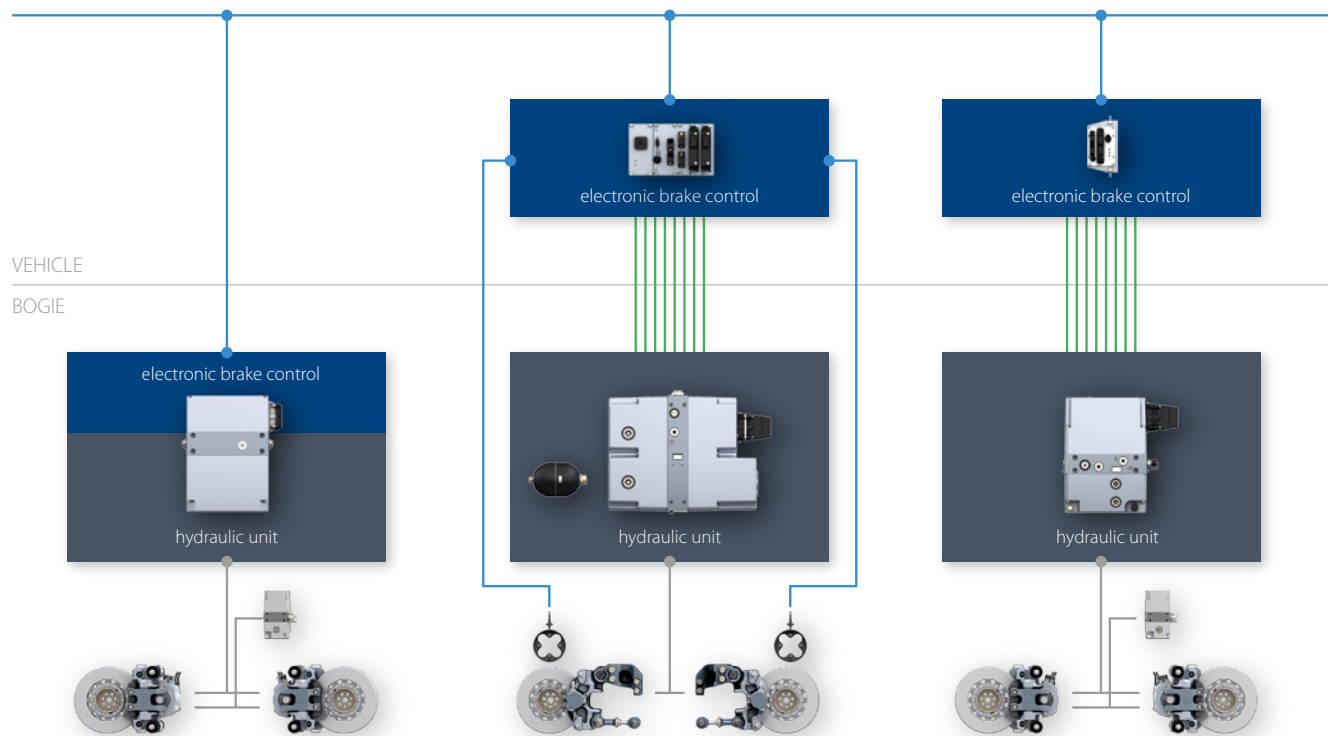 electronic brake control
electronic brake control
VEHICLE
BOGIE
electronic brake control
hydraulic unit
hydraulic unit
hydraulic unit